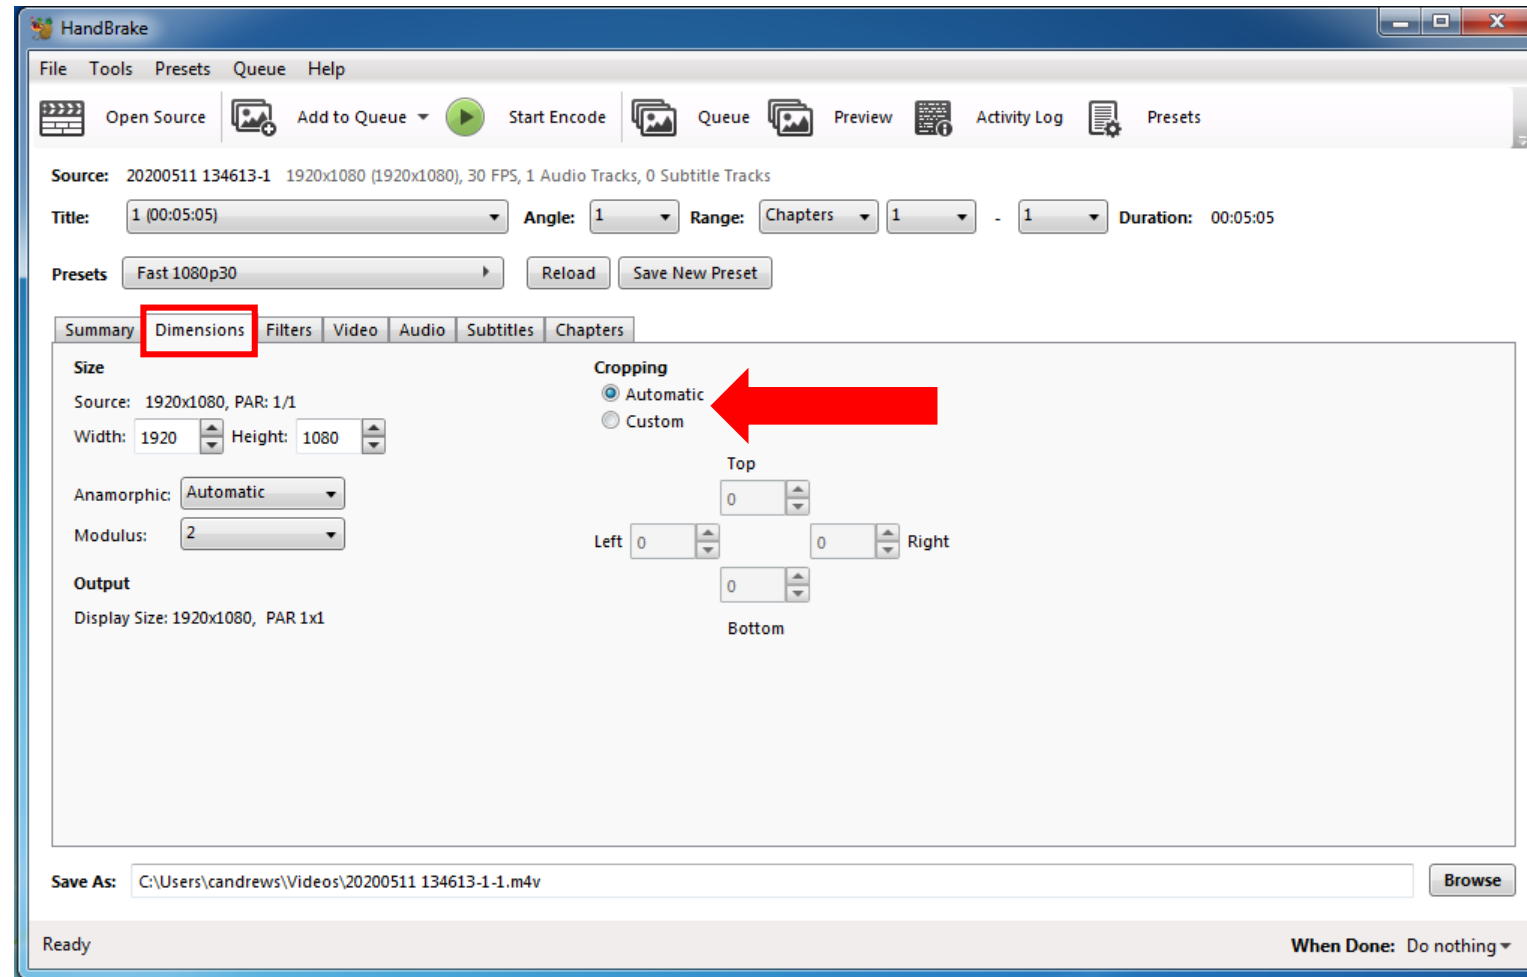 HandBrake
File Tools Presets Queue Help
Open Source Add to Queue Start Encode Queue Preview Activity Log Presets
Source: 20200511 134613-1 1920x1080 (1920x1080), 30 FPS, 1 Audio Tracks, 0 Subtitle Tracks
Title: 1 (00:05:05) Angle: 1 Range: Chapters 1 - 1 Duration: 00:05:05
Presets Fast 1080p30 Reload Save New Preset
Summary Dimensions Filters Video Audio Subtitles Chapters
Size Cropping
Source: 1920x1080, PAR: 1/1 Automatic
Width: 1920 Height: 1080 Custom
Top
Anamorphic: Automatic 0
Modulus: 2 Left 0 0 Right
Output 0
Display Size: 1920x1080, PAR 1x1 Bottom
Save As: C:\Users\candrews\Videos\20200511 134613-1-1.m4v Browse
Ready When Done: Do nothing